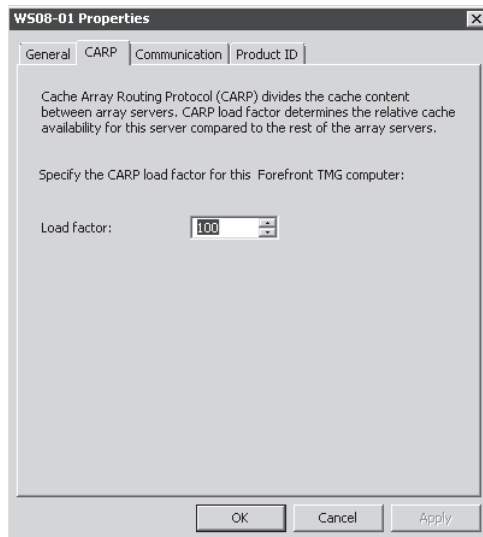 WS08-01 Properties
General CARP Communication Product ID
Cache Array Routing Protocol (CARP) divides the cache content
between array servers. CARP load factor determines the relative cache
availability for this server compared to the rest of the array servers.
Specify the CARP load factor for this Forefront TMG computer:
Load factor: 100
OK Cancel Apply